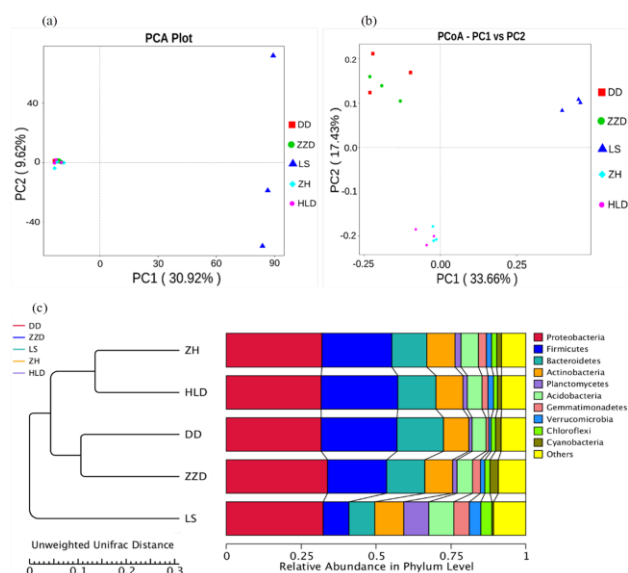 (a)
PCA Plot
40
0
-40
PC2 ( 9.62%)
0
30
60
90
PC1 ( 30.92%)
DD
ZZD
LS
ZH
HLD
(b)
PCoA - PC1 vs PC2
0.2
0.1
0.0
-0.1
-0.2
PC2 ( 17.43%)
-0.25
0.00
0.25
PC1 ( 33.66%)
DD
ZZD
LS
ZH
HLD
(c)
DD
ZZD
LS
ZH
HLD
ZH
HLD
DD
ZZD
LS
Unweighted Unifrac Distance
0 0.1 0.2 0.3
0 0.25 0.5 0.75 1
Relative Abundance in Phylum Level
Proteobacteria
Firmicutes
Bacteroidetes
Actinobacteria
Planctomycetes
Acidobacteria
Gemmatimonadetes
Verrucomicrobia
Chloroflexi
Cyanobacteria
Others